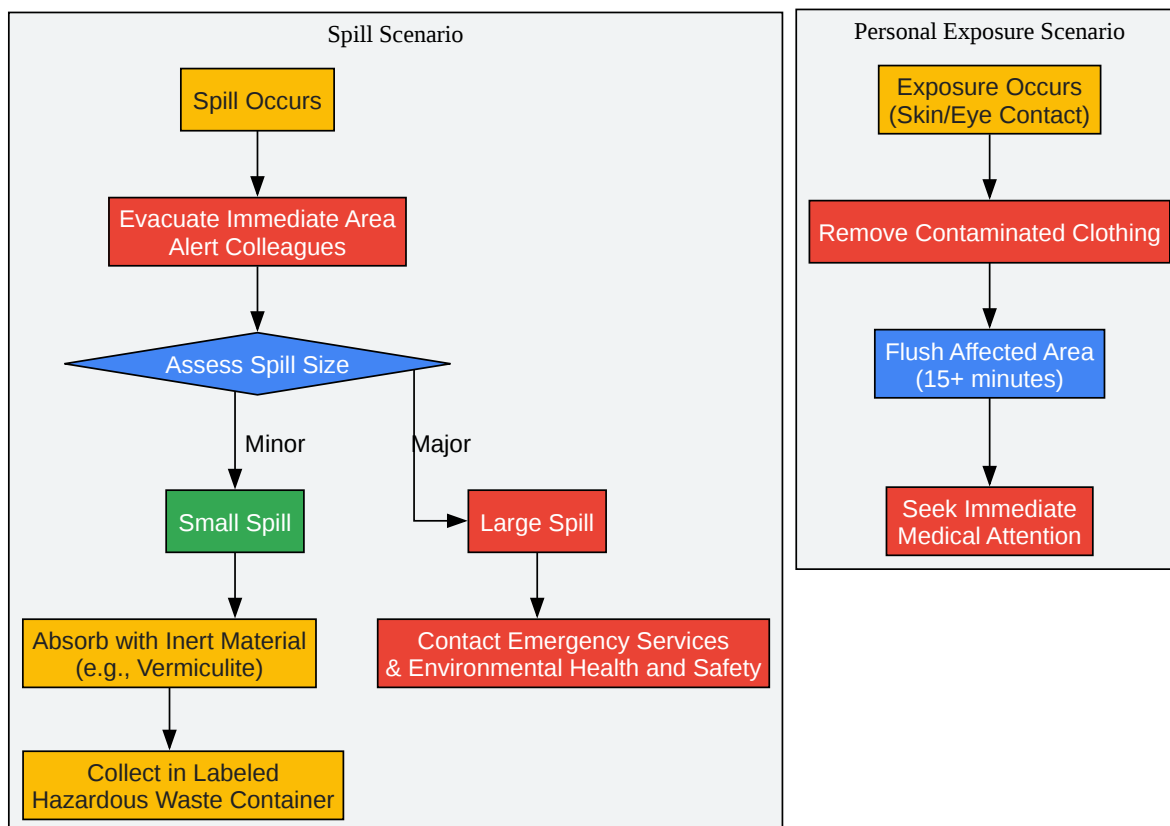 Spill Scenario
Spill Occurs
Evacuate Immediate Area
Alert Colleagues
Assess Spill Size
Minor
Major
Small Spill
Large Spill
Absorb with Inert Material
(e.g., Vermiculite)
Contact Emergency Services
& Environmental Health and Safety
Collect in Labeled
Hazardous Waste Container
Personal Exposure Scenario
Exposure Occurs
(Skin/Eye Contact)
Remove Contaminated Clothing
Flush Affected Area
(15+ minutes)
Seek Immediate
Medical Attention